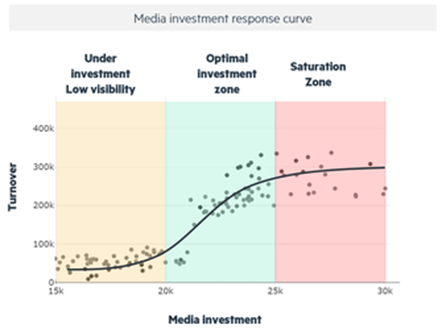 Media investment response curve
Under
investment
Low visibility
Optimal
investment
zone
Saturation
Zone
400k
300k
200k
100k
0
Turnover
15k
20k
25k
30k
Media investment